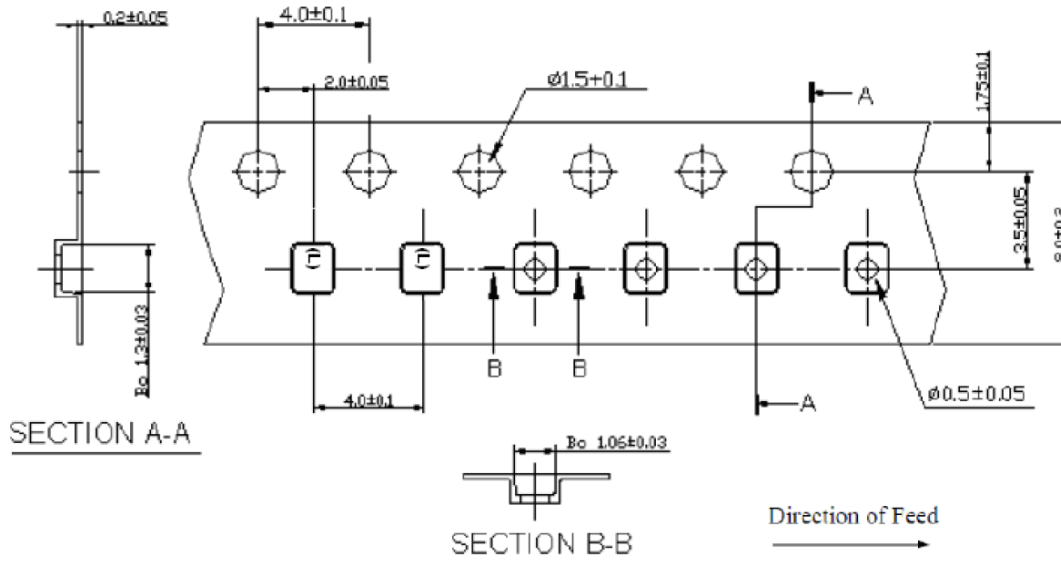 0.2±0.05
4.0±0.1
2.0±0.05
Ø1.5+0.1
A
1.75±0.1
3.5±0.05
(L)
(L)
B
B
Bo 1.3±0.03
4.0±0.1
A
Ø0.5±0.05
SECTION A-A
Bo 1.06±0.03
SECTION B-B
Direction of Feed